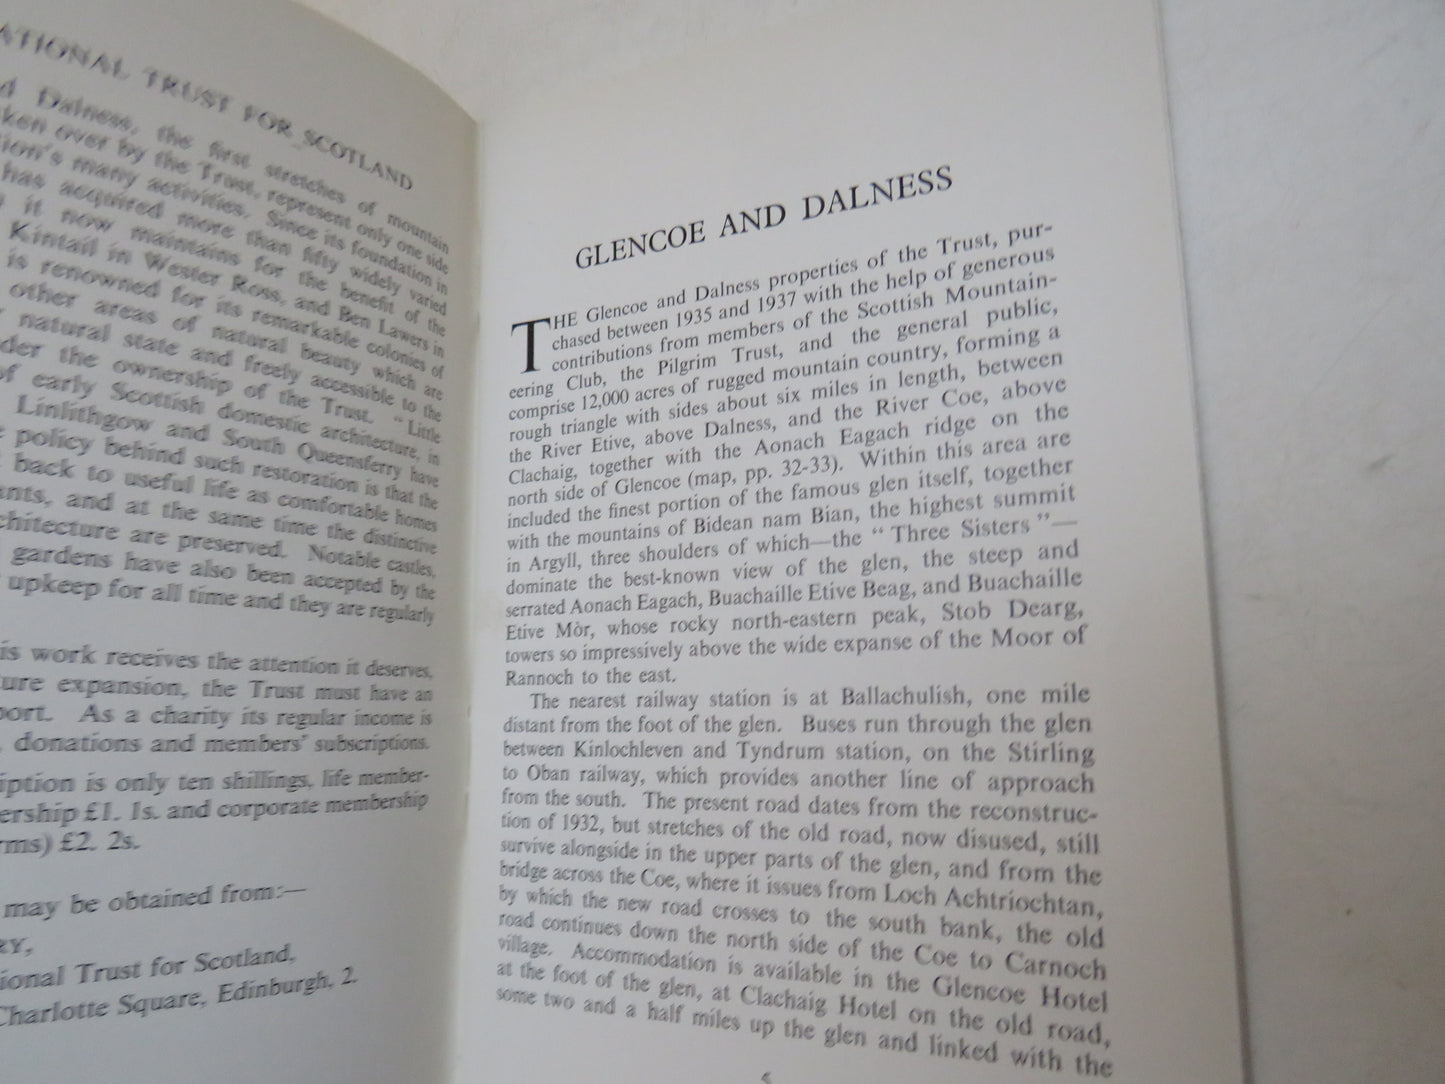 ATIONAL TRUST FOR SCOTLAND
Dalness, the first stretches of mountain
ken over by the Trust, represent only one side
tion's many activities. Since its foundation in
has acquired more than fifty widely varied
it now maintains for the benefit of the
Kintail in Wester Ross, and Ben Lawers in
is renowned for its remarkable colonies of
other areas of natural beauty which are
natural state and freely accessible to the
der the ownership of the Trust. "Little
of early Scottish domestic architecture, in
Linlithgow and South Queensferry have
policy behind such restoration is that the
back to useful life as comfortable homes
ants, and at the same time the distinctive
chitecture are preserved. Notable castles,
gardens have also been accepted by the
upkeep for all time and they are regularly
is work receives the attention it deserves,
ure expansion, the Trust must have an
port. As a charity its regular income is
, donations and members' subscriptions.
iption is only ten shillings, life member-
ership £1. 1s. and corporate membership
rms) £2. 2s.
may be obtained from:—
RY,
ional Trust for Scotland,
Charlotte Square, Edinburgh, 2.
GLENCOE AND DALNESS
THE Glencoe and Dalness properties of the Trust, pur-
chased between 1935 and 1937 with the help of generous
contributions from members of the Scottish Mountain-
eering Club, the Pilgrim Trust, and the general public,
comprise 12,000 acres of rugged mountain country, forming a
rough triangle with sides about six miles in length, between
the River Etive, above Dalness, and the River Coe, above
Clachaig, together with the Aonach Eagach ridge on the
north side of Glencoe (map, pp. 32-33). Within this area are
included the finest portion of the famous glen itself, together
with the mountains of Bidean nam Bian, the highest summit
in Argyll, three shoulders of which—the " Three Sisters "—
dominate the best-known view of the glen, the steep and
serrated Aonach Eagach, Buachaille Etive Beag, and Buachaille
Etive Mòr, whose rocky north-eastern peak, Stob Dearg,
towers so impressively above the wide expanse of the Moor of
Rannoch to the east.
The nearest railway station is at Ballachulish, one mile
distant from the foot of the glen. Buses run through the glen
between Kinlochleven and Tyndrum station, on the Stirling
to Oban railway, which provides another line of approach
from the south. The present road dates from the reconstruc-
tion of 1932, but stretches of the old road, now disused, still
survive alongside in the upper parts of the glen, and from the
bridge across the Coe, where it issues from Loch Achtriochtan,
by which the new road crosses to the south bank, the old
road continues down the north side of the Coe to Carnoch
village. Accommodation is available in the Glencoe Hotel
at the foot of the glen, at Clachaig Hotel on the old road,
some two and a half miles up the glen and linked with the